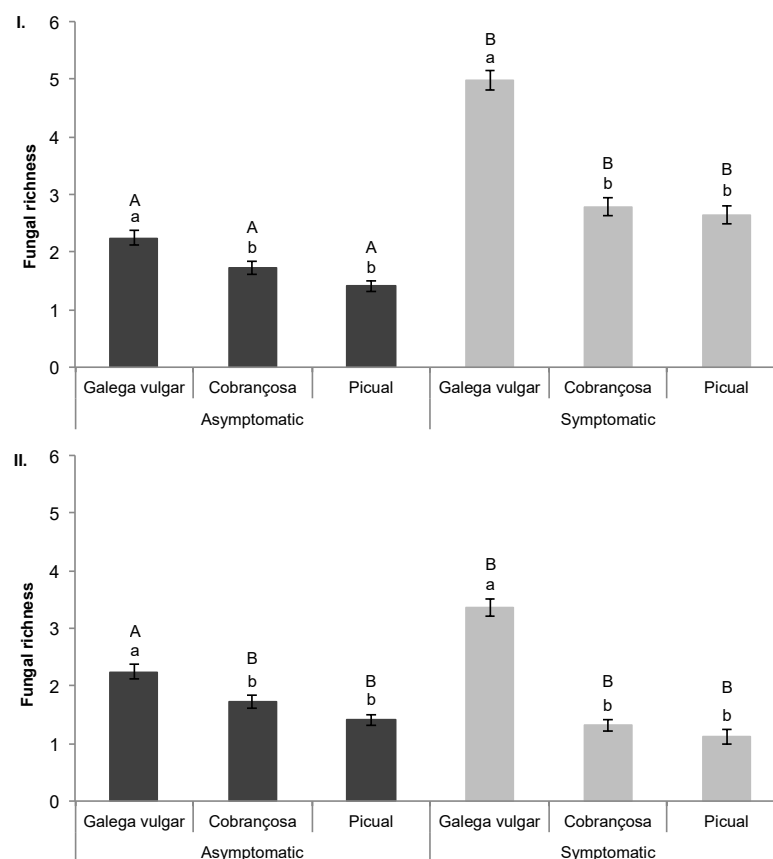 I.
Fungal richness
6
5
4
3
2
1
0
A
a
A
b
A
b
B
a
B
b
B
b
Galega vulgar Cobrançosa Picual Galega vulgar Cobrançosa Picual
Asymptomatic Symptomatic
II.
Fungal richness
6
5
4
3
2
1
0
A
a
B
b
B
b
B
a
B
b
B
b
Galega vulgar Cobrançosa Picual Galega vulgar Cobrançosa Picual
Asymptomatic Symptomatic